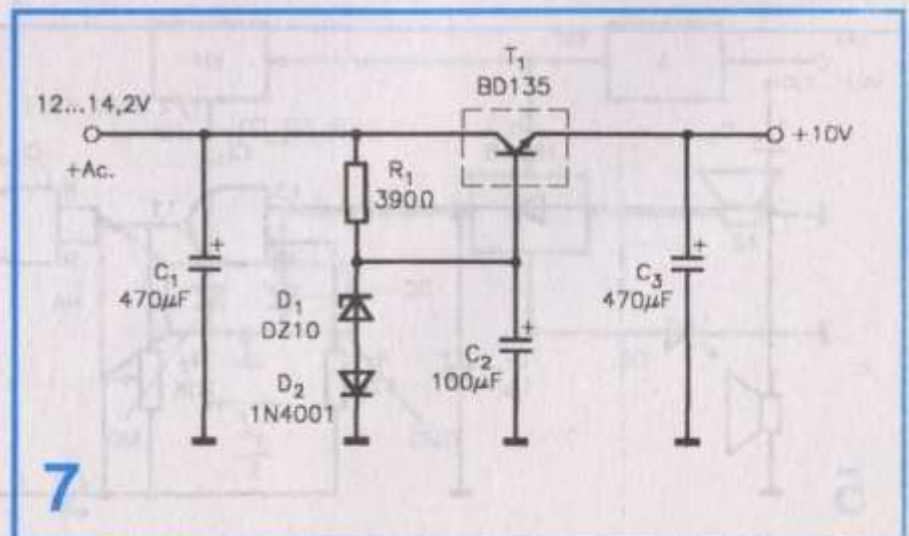 T₁
BD135
12...14,2V
+10V
+Ac.
R₁
390Ω
C₁
470µF
D₁
DZ10
C₃
470µF
C₂
100µF
D₂
1N4001
7